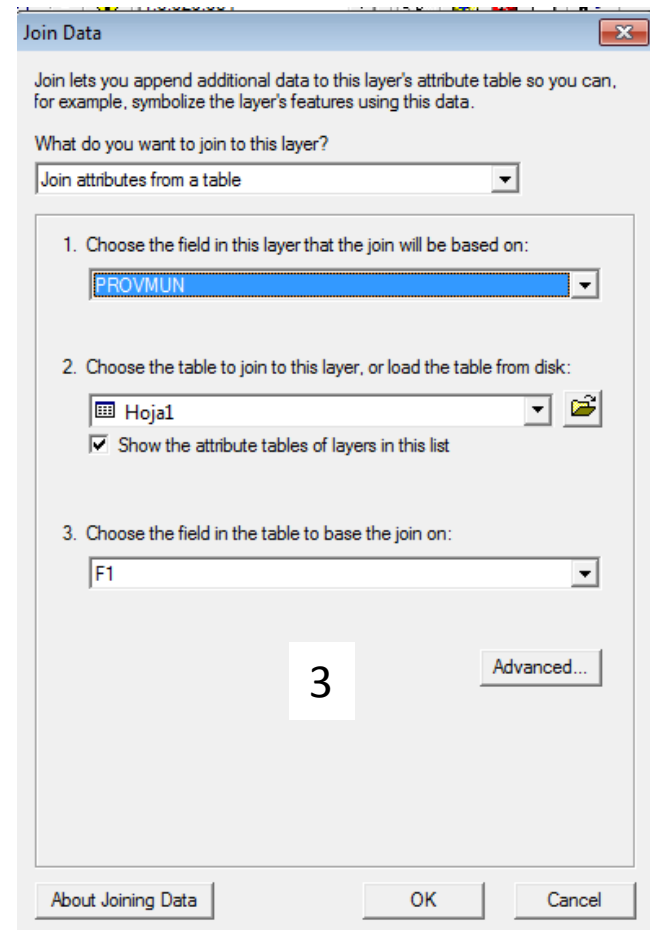 Join Data
Join lets you append additional data to this layer's attribute table so you can,
for example, symbolize the layer's features using this data.
What do you want to join to this layer?
Join attributes from a table
1. Choose the field in this layer that the join will be based on:
PROVMUN
2. Choose the table to join to this layer, or load the table from disk:
Hoja1
Show the attribute tables of layers in this list
3. Choose the field in the table to base the join on:
F1
Advanced...
3
About Joining Data
OK
Cancel